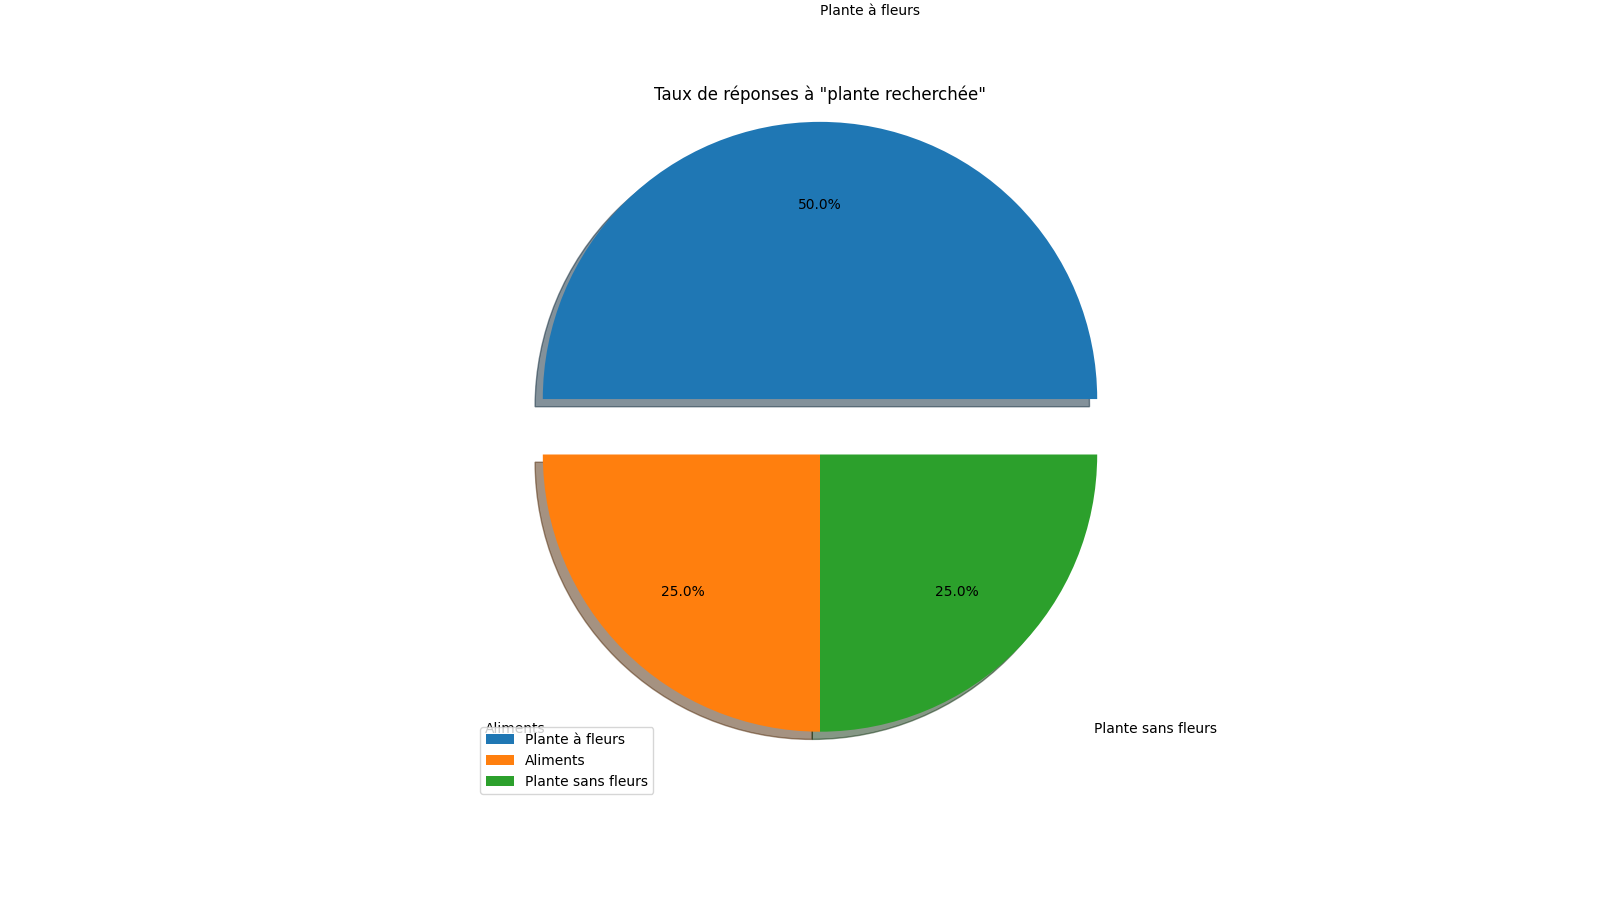 Plante à fleurs
Taux de réponses à "plante recherchée"
50.0%
25.0%
25.0%
Aliments
Plante sans fleurs
Plante à fleurs
Aliments
Plante sans fleurs